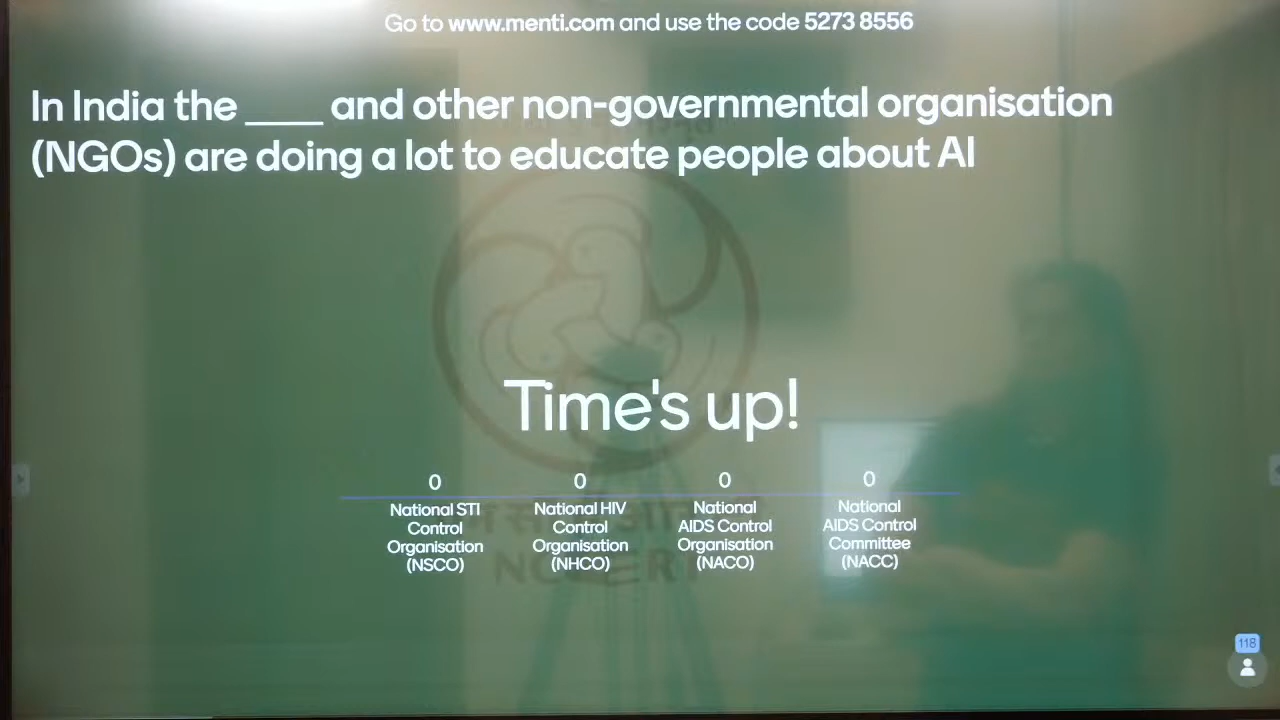 Go to www.menti.com and use the code 5273 8556
In India the ____ and other non-governmental organisation
(NGOs) are doing a lot to educate people about AI
Time's up!
0
0
0
0
National STI
Control
Organisation
(NSCO)
National HIV
Control
Organisation
(NHCO)
National
AIDS Control
Organisation
(NACO)
National
AIDS Control
Committee
(NACC)
NCERT
118